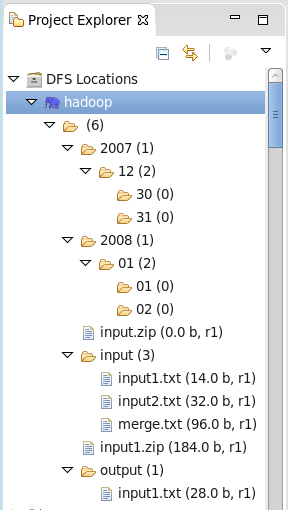 Project Explorer
DFS Locations
hadoop
(6)
2007 (1)
12 (2)
30 (0)
31 (0)
2008 (1)
01 (2)
01 (0)
02 (0)
input.zip (0.0 b, r1)
input (3)
input1.txt (14.0 b, r1)
input2.txt (32.0 b, r1)
merge.txt (96.0 b, r1)
input1.zip (184.0 b, r1)
output (1)
input1.txt (28.0 b, r1)